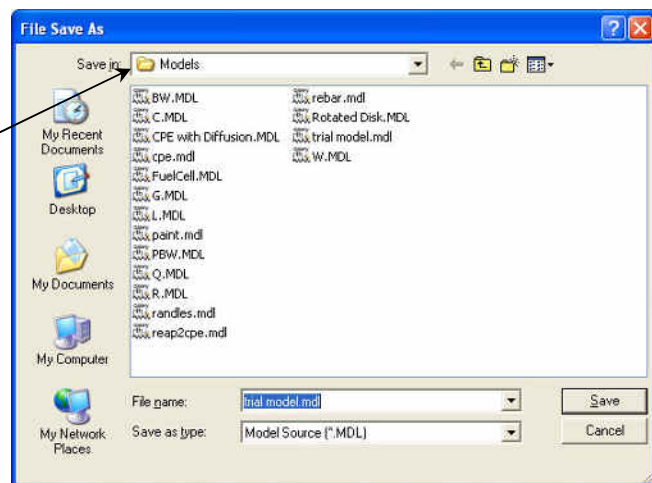 File Save As
Save in:
Models
My Recent
Documents
Desktop
My Documents
My Computer
My Network
Places
BW.MDL
C.MDL
CPE with Diffusion.MDL
cpe.mdl
FuelCell.MDL
G.MDL
L.MDL
paint.mdl
PBW.MDL
Q.MDL
R.MDL
randles.mdl
reap2cpe.mdl
rebar.mdl
Rotated Disk.MDL
trial model.mdl
W.MDL
File name:
trial model.mdl
Save
Save as type:
Model Source (*.MDL)
Cancel